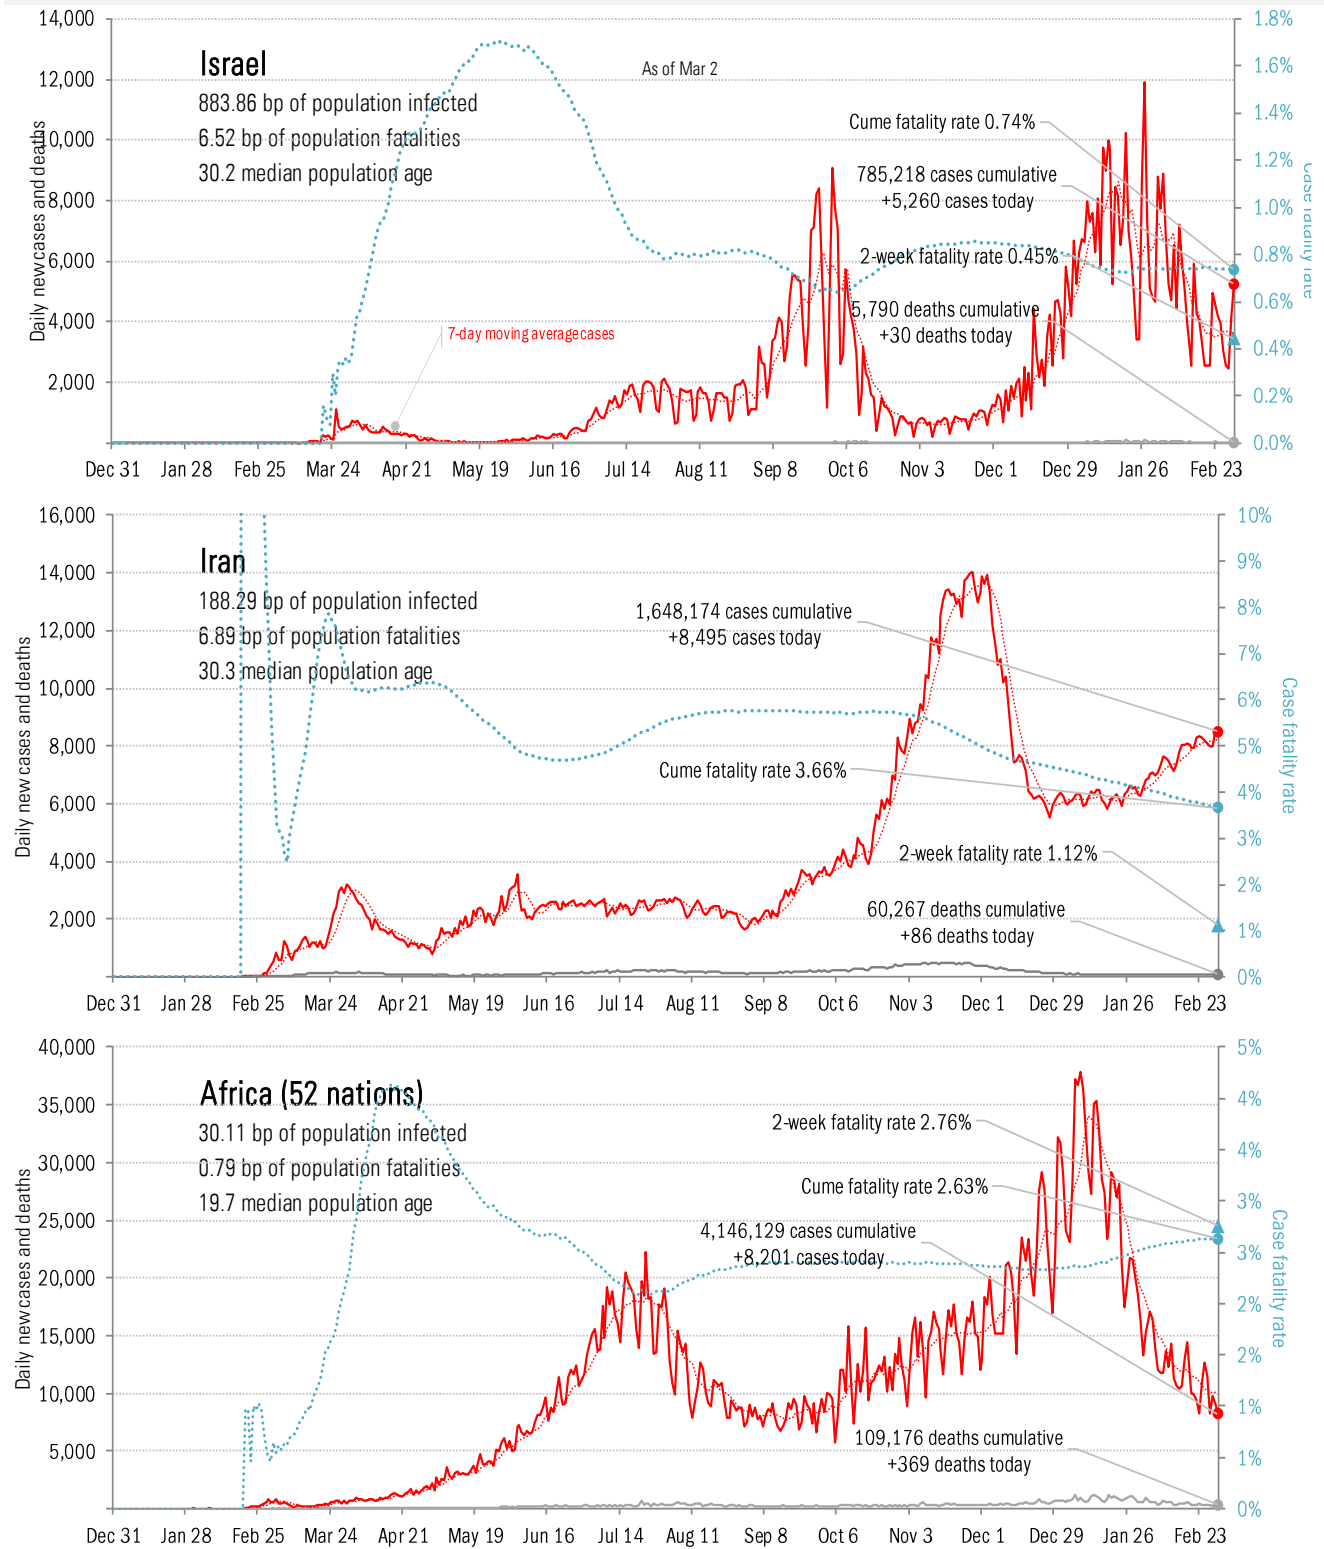 14,000
12,000
10,000
8,000
6,000
4,000
2,000
Daily new cases and deaths
Israel
883.86 bp of population infected
6.52 bp of population fatalities
30.2 median population age
As of Mar 2
Cume fatality rate 0.74%
785,218 cases cumulative
+5,260 cases today
2-week fatality rate 0.45%
5,790 deaths cumulative
+30 deaths today
7-day moving average cases
1.8%
1.6%
1.4%
1.2%
1.0%
0.8%
0.6%
0.4%
0.2%
0.0%
Case fatality rate
Dec 31 Jan 28 Feb 25 Mar 24 Apr 21 May 19 Jun 16 Jul 14 Aug 11 Sep 8 Oct 6 Nov 3 Dec 1 Dec 29 Jan 26 Feb 23
16,000
14,000
12,000
10,000
8,000
6,000
4,000
2,000
Daily new cases and deaths
Iran
188.29 bp of population infected
6.89 bp of population fatalities
30.3 median population age
1,648,174 cases cumulative
+8,495 cases today
Cume fatality rate 3.66%
2-week fatality rate 1.12%
60,267 deaths cumulative
+86 deaths today
10%
9%
8%
7%
6%
5%
4%
3%
2%
1%
0%
Case fatality rate
Dec 31 Jan 28 Feb 25 Mar 24 Apr 21 May 19 Jun 16 Jul 14 Aug 11 Sep 8 Oct 6 Nov 3 Dec 1 Dec 29 Jan 26 Feb 23
40,000
35,000
30,000
25,000
20,000
15,000
10,000
5,000
Daily new cases and deaths
Africa (52 nations)
30.11 bp of population infected
0.79 bp of population fatalities
19.7 median population age
2-week fatality rate 2.76%
Cume fatality rate 2.63%
4,146,129 cases cumulative
+8,201 cases today
109,176 deaths cumulative
+369 deaths today
5%
4%
4%
3%
3%
2%
2%
1%
1%
0%
Case fatality rate
Dec 31 Jan 28 Feb 25 Mar 24 Apr 21 May 19 Jun 16 Jul 14 Aug 11 Sep 8 Oct 6 Nov 3 Dec 1 Dec 29 Jan 26 Feb 23